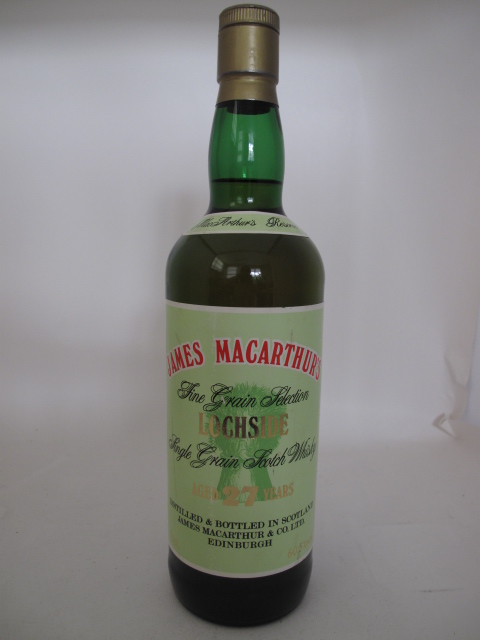 MacArthur's Reserve
JAMES MACARTHUR'S
Fine Grain Selection
LOCHSIDE
Single Grain Scotch Whisky
AGED 27 YEARS
DISTILLED & BOTTLED IN SCOTLAND
JAMES MACARTHUR & CO. LTD.
EDINBURGH